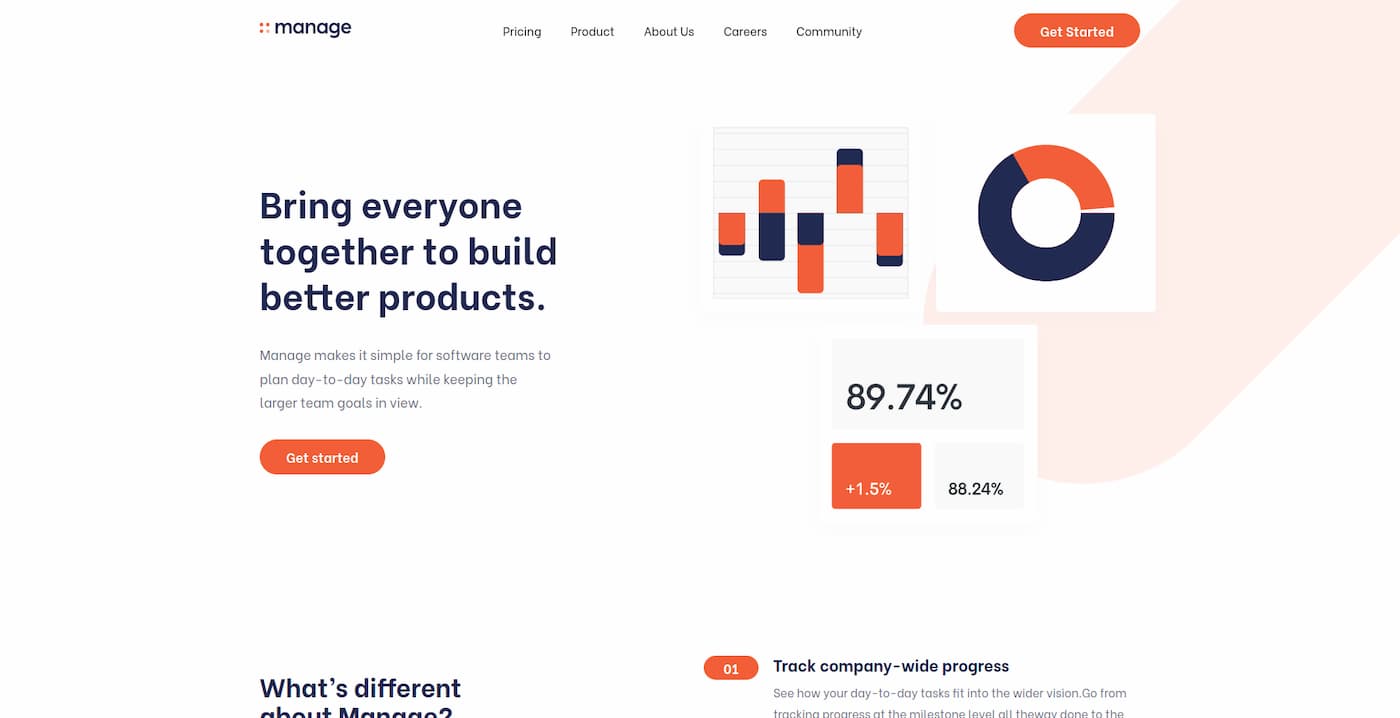 manage
Pricing
Product
About Us
Careers
Community
Get Started
Bring everyone
together to build
better products.
Manage makes it simple for software teams to
plan day-to-day tasks while keeping the
larger team goals in view.
Get started
89.74%
+1.5%
88.24%
What's different
about Manage?
01
Track company-wide progress
See how your day-to-day tasks fit into the wider vision.Go from
tracking progress at the milestone level all theway done to the